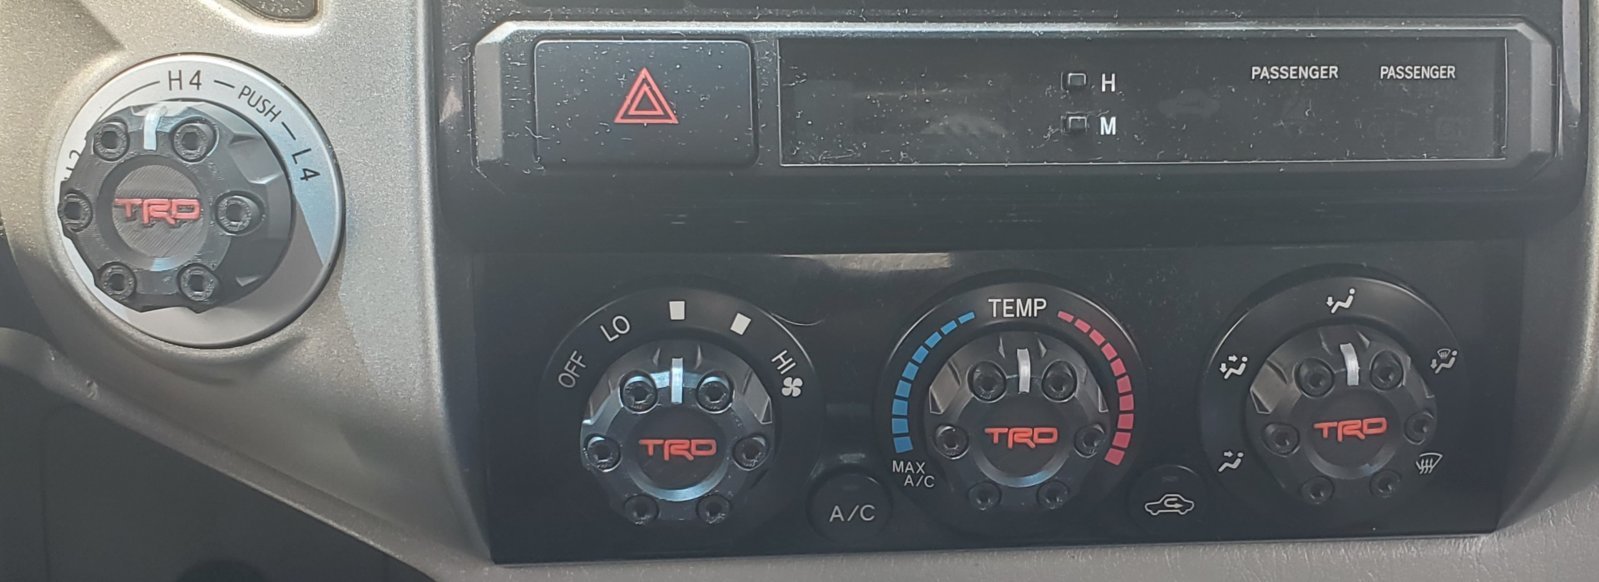 H4
PUSH
L4
TRD
H
M
PASSENGER PASSENGER
OFF
LO
HI
TRD
A/C
TEMP
MAX
A/C
TRD
TRD